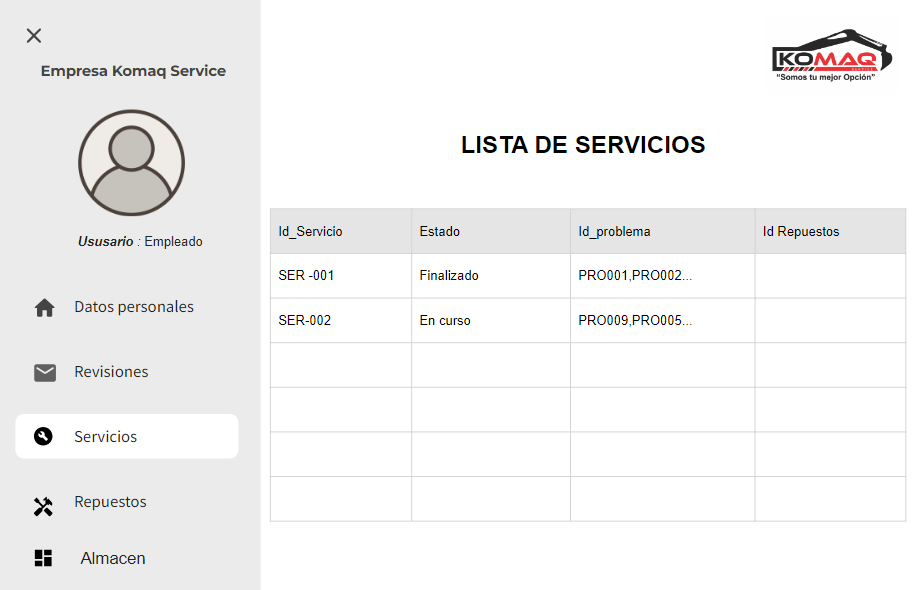 Empresa Komaq Service
Ususario : Empleado
Datos personales
Revisiones
Servicios
Repuestos
Almacen
KOMAQ
SERVICE
“Somos tu mejor Opción”
LISTA DE SERVICIOS
Id_Servicio Estado Id_problema Id Repuestos
SER -001 Finalizado PRO001,PRO002...
SER-002 En curso PRO009,PRO005...